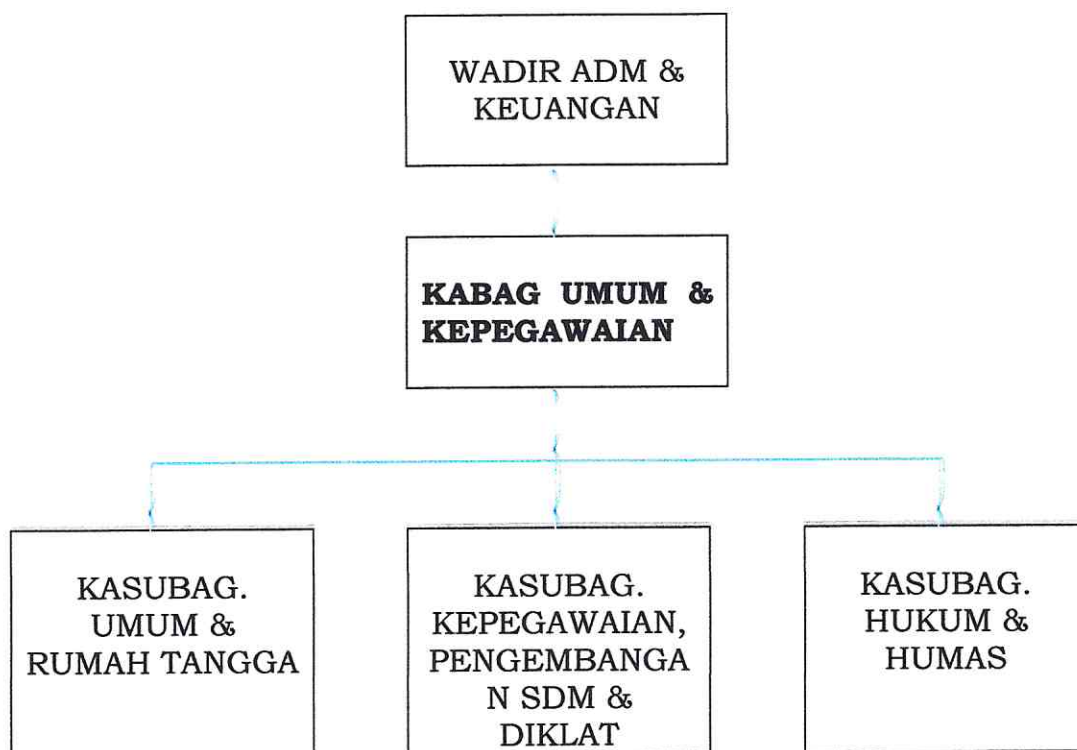 WADIR ADM &
KEUANGAN
KABAG UMUM &
KEPEGAWAIAN
KASUBAG.
UMUM &
RUMAH TANGGA
KASUBAG.
KEPEGAWAIAN,
PENGEMBANGA
N SDM &
DIKLAT
KASUBAG.
HUKUM &
HUMAS